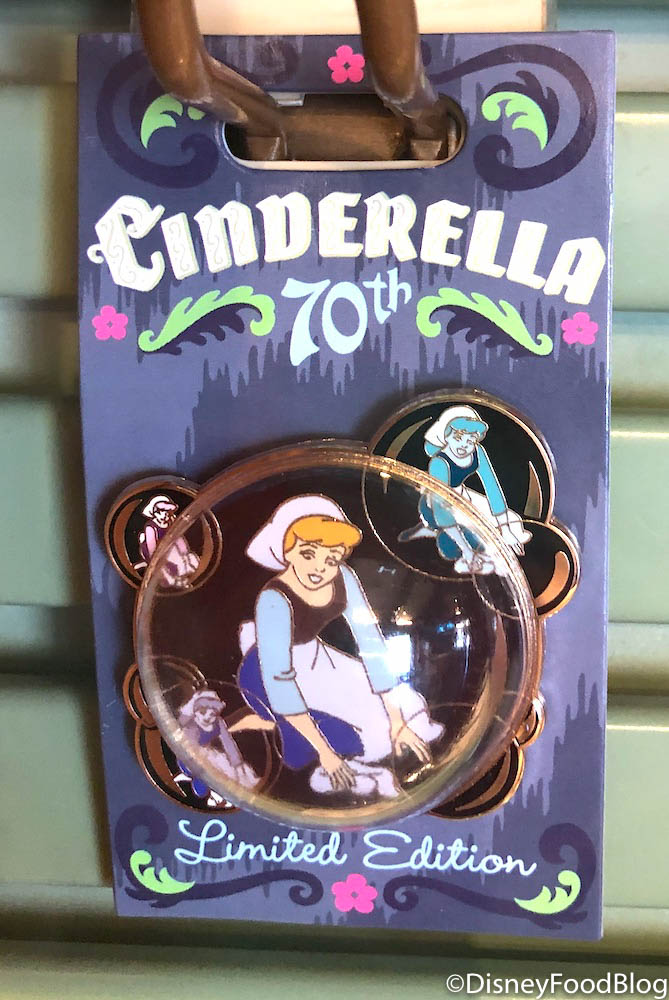 CINDERELLA
70th
Limited Edition
©DisneyFoodBlog